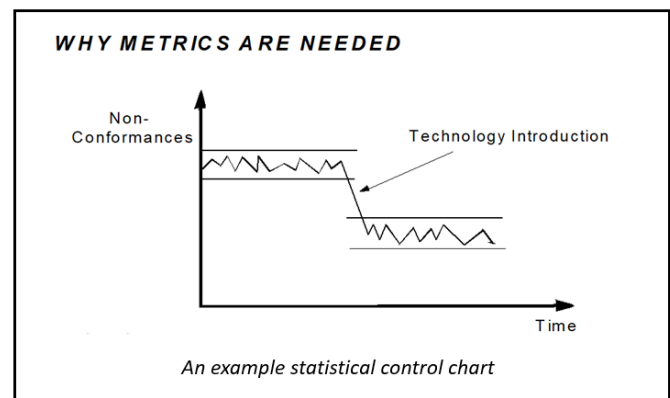 WHY METRICS ARE NEEDED
Non-
Conformances
Technology Introduction
Time
An example statistical control chart